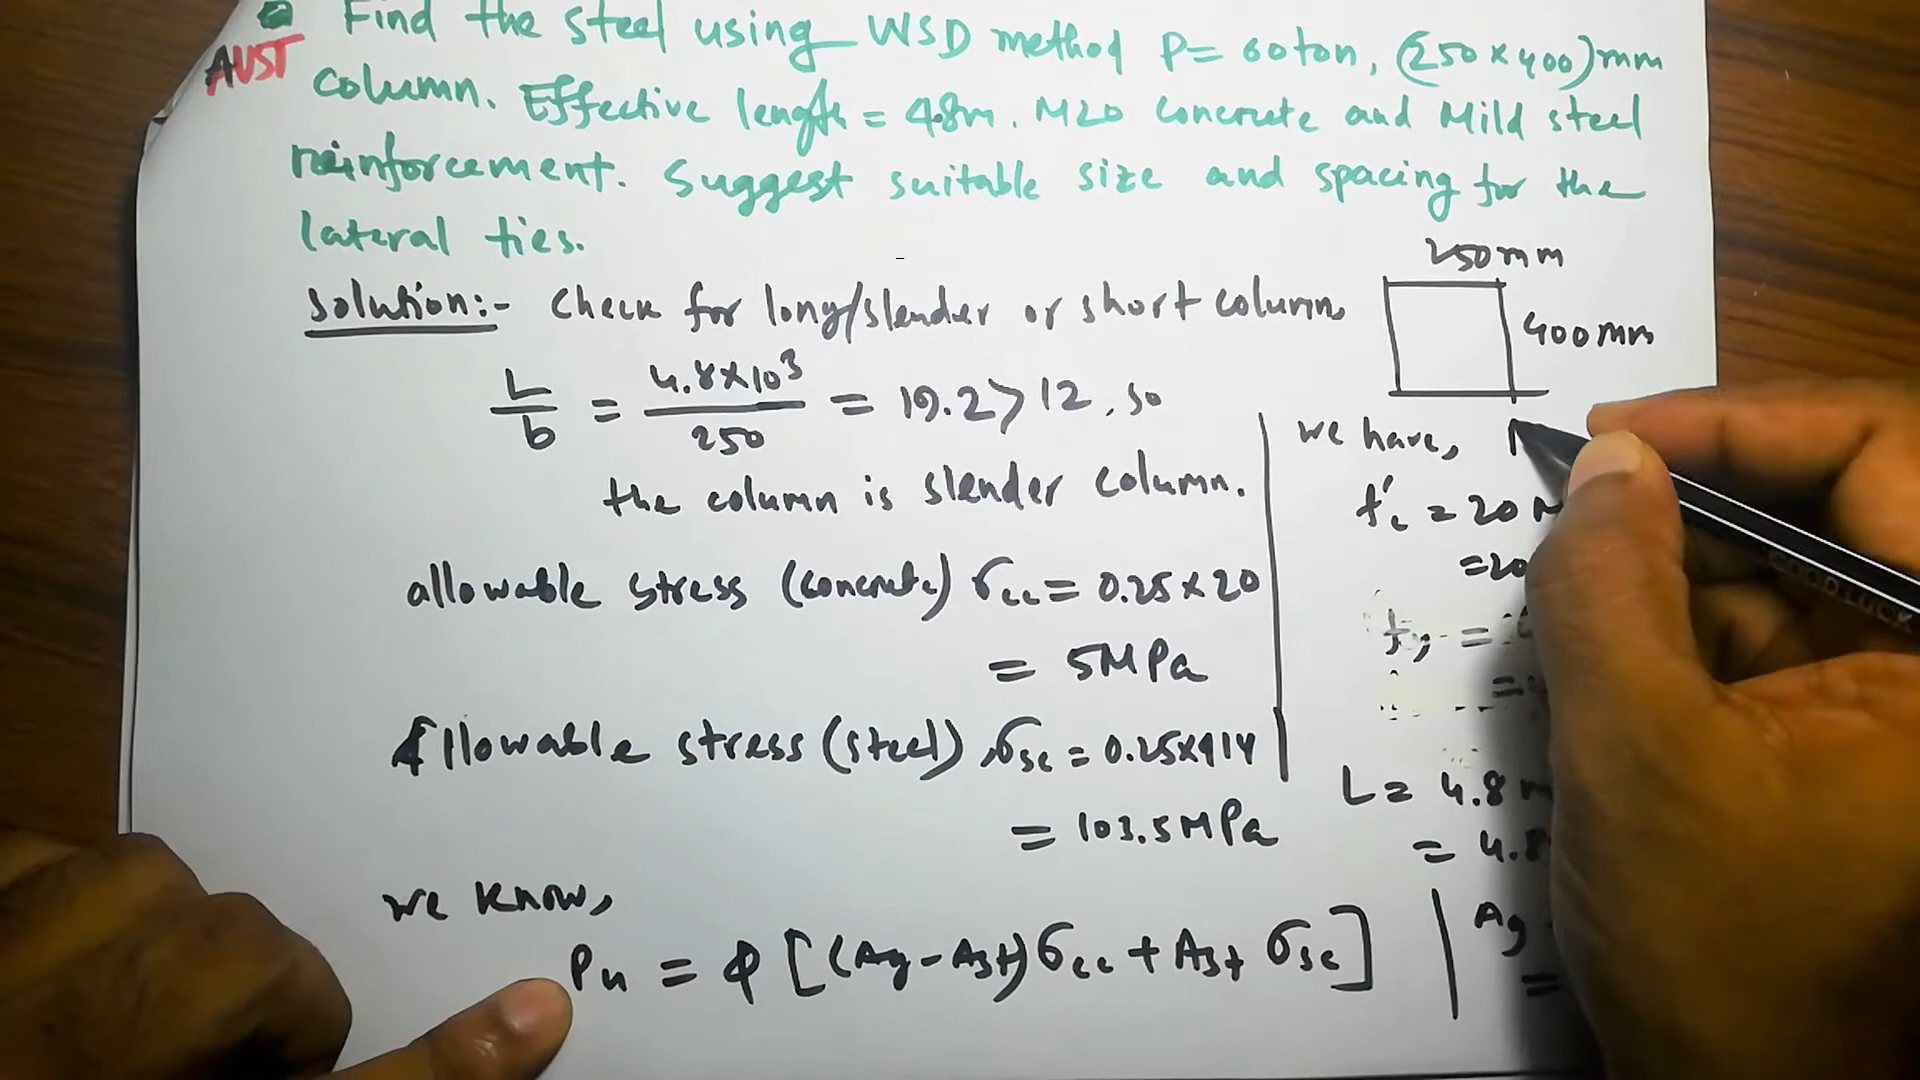 Find the steel using WSD method P= 60ton, (250×400)mm
AUST
column. Effective length = 4.8m. M20 concrete and Mild steel
reinforcement. Suggest suitable size and spacing for the
lateral ties.
Solution:- Check for long/slender or short column
250mm
400mm
L/b = 4.8×10³/250 = 19.2 > 12, so
the column is slender column.
we have,
f'c = 20
=20
allowable stress (concrete) σcc = 0.25×20
= 5MPa
fy =
Allowable stress (steel), σsc = 0.25×414
= 103.5MPa
L = 4.8
= 4.8
we know,
Pu = φ [(Ag-Ast)σcc + Ast σsc]
Ag
=